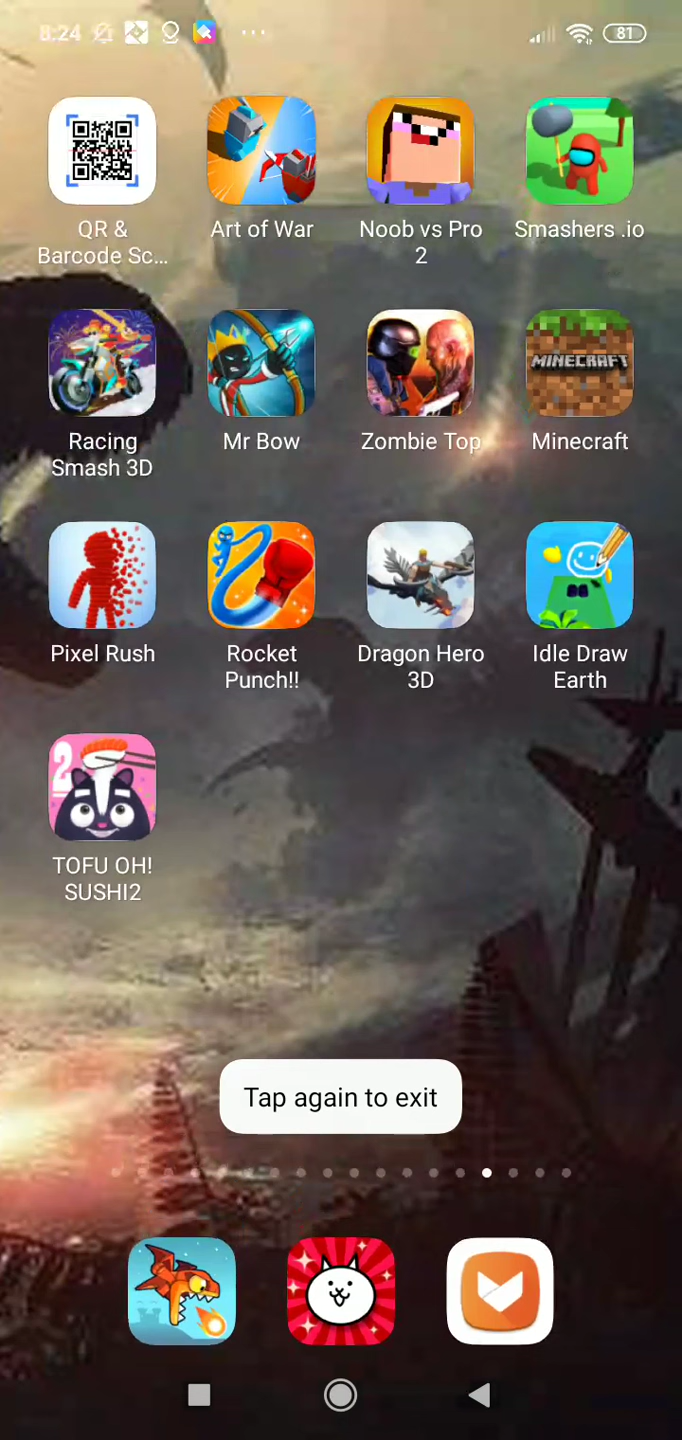 8:24
81
QR &
Barcode Sc...
Art of War
Noob vs Pro
2
Smashers .io
MINECRAFT
Racing
Smash 3D
Mr Bow
Zombie Top
Minecraft
Pixel Rush
Rocket
Punch!!
Dragon Hero
3D
Idle Draw
Earth
2
TOFU OH!
SUSHI2
Tap again to exit